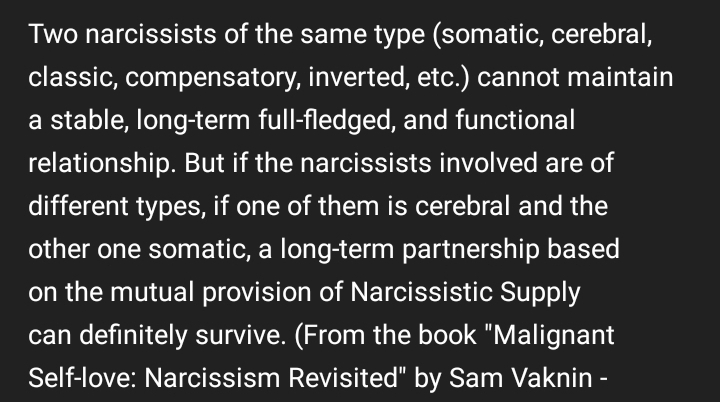 Two narcissists of the same type (somatic, cerebral,
classic, compensatory, inverted, etc.) cannot maintain
a stable, long-term full-fledged, and functional
relationship. But if the narcissists involved are of
different types, if one of them is cerebral and the
other one somatic, a long-term partnership based
on the mutual provision of Narcissistic Supply
can definitely survive. (From the book "Malignant
Self-love: Narcissism Revisited" by Sam Vaknin -